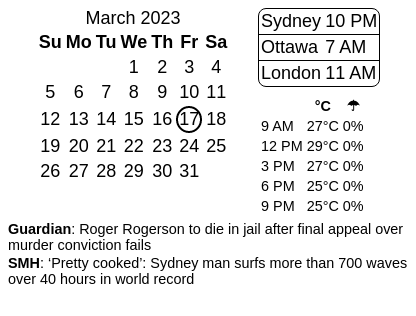 March 2023
Su Mo Tu We Th Fr Sa
1 2 3 4
5 6 7 8 9 10 11
12 13 14 15 16 17 18
19 20 21 22 23 24 25
26 27 28 29 30 31
Sydney 10 PM
Ottawa 7 AM
London 11 AM
°C ☂
9 AM 27°C 0%
12 PM 29°C 0%
3 PM 27°C 0%
6 PM 25°C 0%
9 PM 25°C 0%
Guardian: Roger Rogerson to die in jail after final appeal over
murder conviction fails
SMH: ‘Pretty cooked’: Sydney man surfs more than 700 waves
over 40 hours in world record